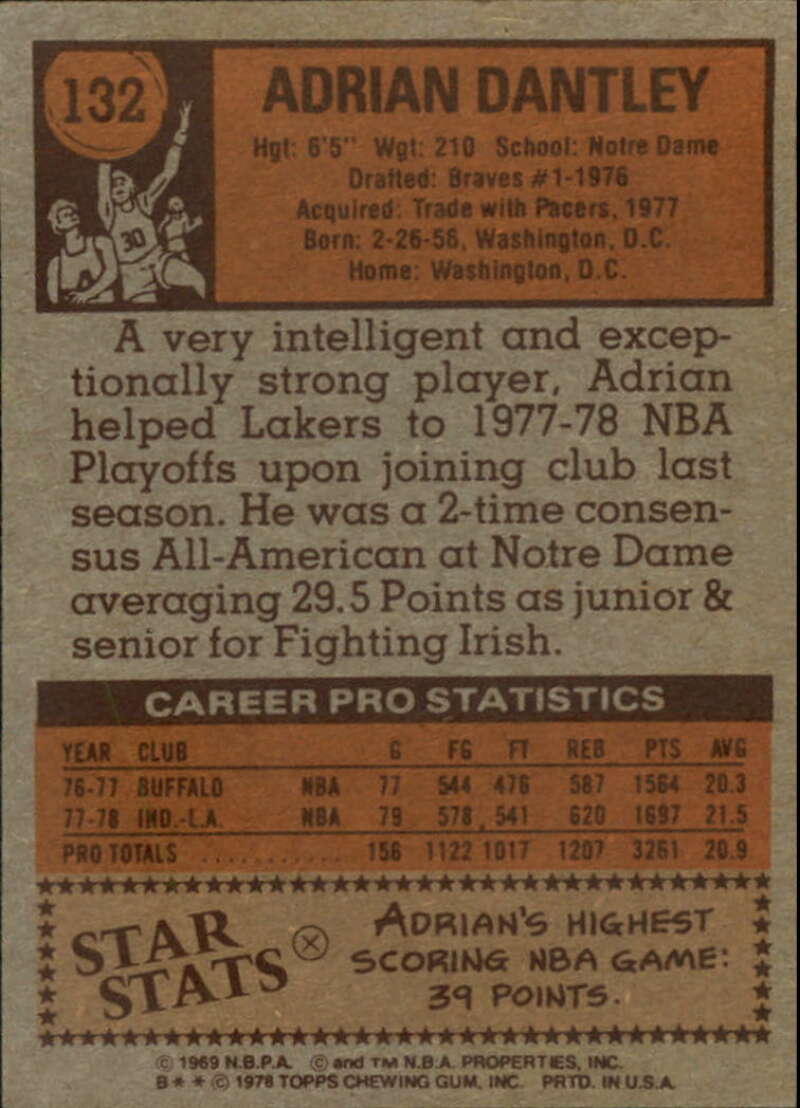 132
ADRIAN DANTLEY
Hgt: 6'5" Wgt: 210 School: Notre Dame
Drafted: Braves #1-1976
Acquired: Trade with Pacers, 1977
Born: 2-26-56, Washington, D.C.
Home: Washington, D.C.
30
A very intelligent and excep-
tionally strong player, Adrian
helped Lakers to 1977-78 NBA
Playoffs upon joining club last
season. He was a 2-time consen-
sus All-American at Notre Dame
averaging 29.5 Points as junior &
senior for Fighting Irish.
CAREER PRO STATISTICS
YEAR CLUB G FG FT REB PTS AVG
76-77 BUFFALO NBA 77 544 476 587 1564 20.3
77-78 IND.-L.A. NBA 79 578 541 620 1697 21.5
PRO TOTALS ........... 156 1122 1017 1207 3261 20.9
STAR STATS
ADRIAN'S HIGHEST
SCORING NBA GAME:
39 POINTS.
© 1969 N.B.P.A. © and TM N.B.A. PROPERTIES, INC.
B* * © 1978 TOPPS CHEWING GUM, INC. PRTD. IN U.S.A.